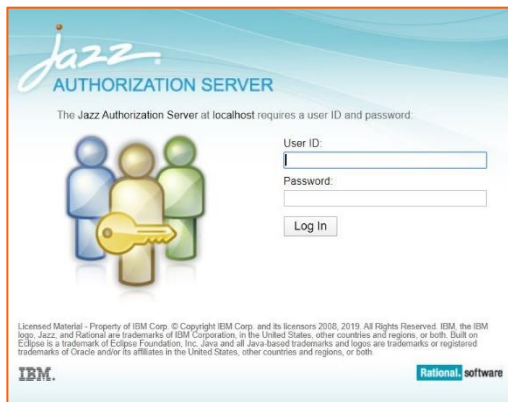 jazz
AUTHORIZATION SERVER
The Jazz Authorization Server at localhost requires a user ID and password:
User ID:
Password:
Log In
Licensed Material - Property of IBM Corp. © Copyright IBM Corp. and its licensors 2008, 2019. All Rights Reserved. IBM, the IBM
logo, Jazz, and Rational are trademarks of IBM Corporation, in the United States, other countries and regions, or both. Built on
Eclipse is a trademark of Eclipse Foundation, Inc. Java and all Java-based trademarks and logos are trademarks or registered
trademarks of Oracle and/or its affiliates in the United States, other countries and regions, or both.
IBM.
Rational. software